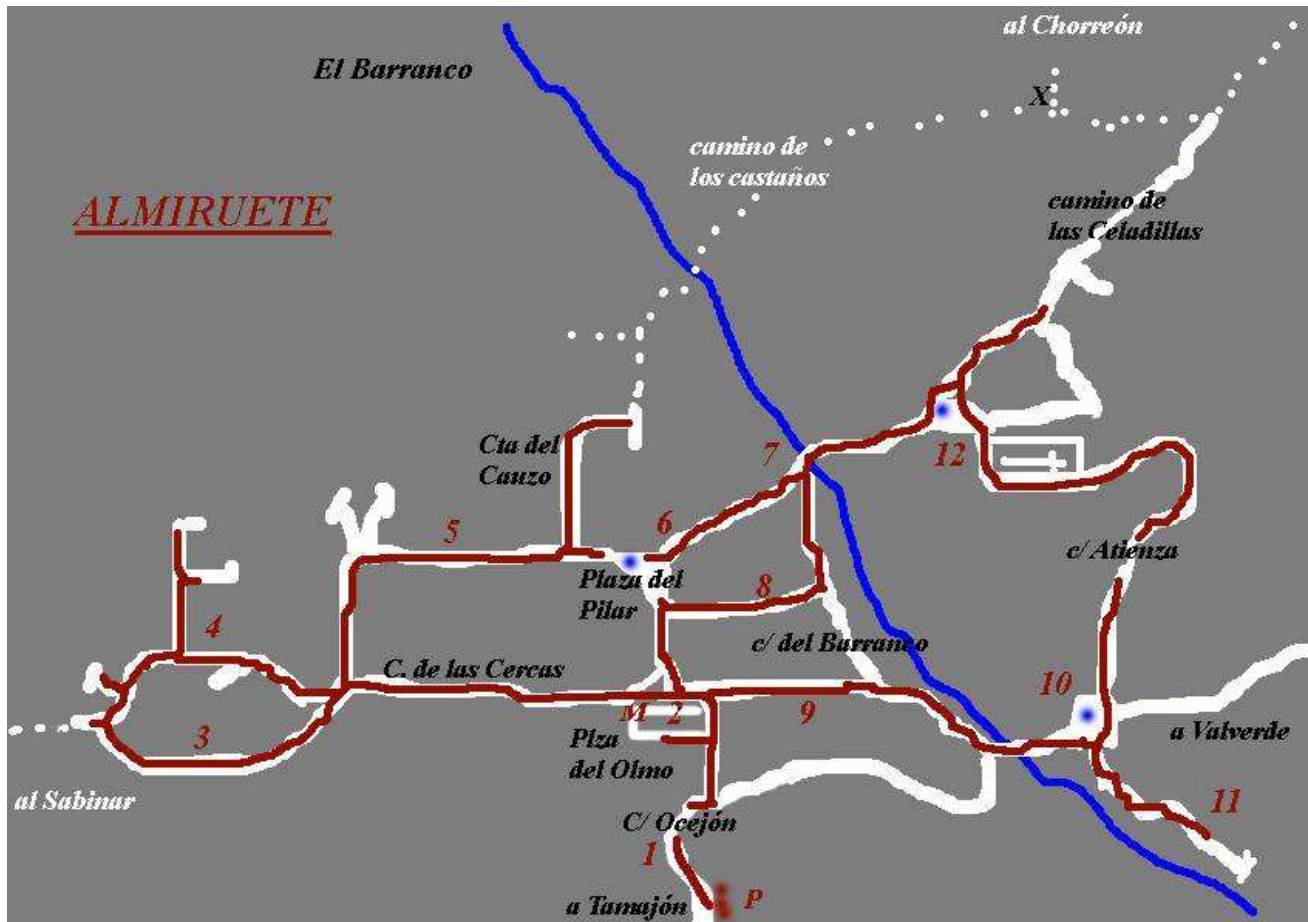 al Chorreón
El Barranco
X
camino de
los castaños
ALMIRUETE
camino de
las Celadillas
Cta del
Cauzo
7
12
5
6
c/ Atienza
Plaza del
Pilar
8
4
c/ del Barranco
C. de las Cercas
10
M 2
9
3
Plza
del Olmo
a Valverde
al Sabinar
11
C/ Ocejón
1
a Tamajón
P